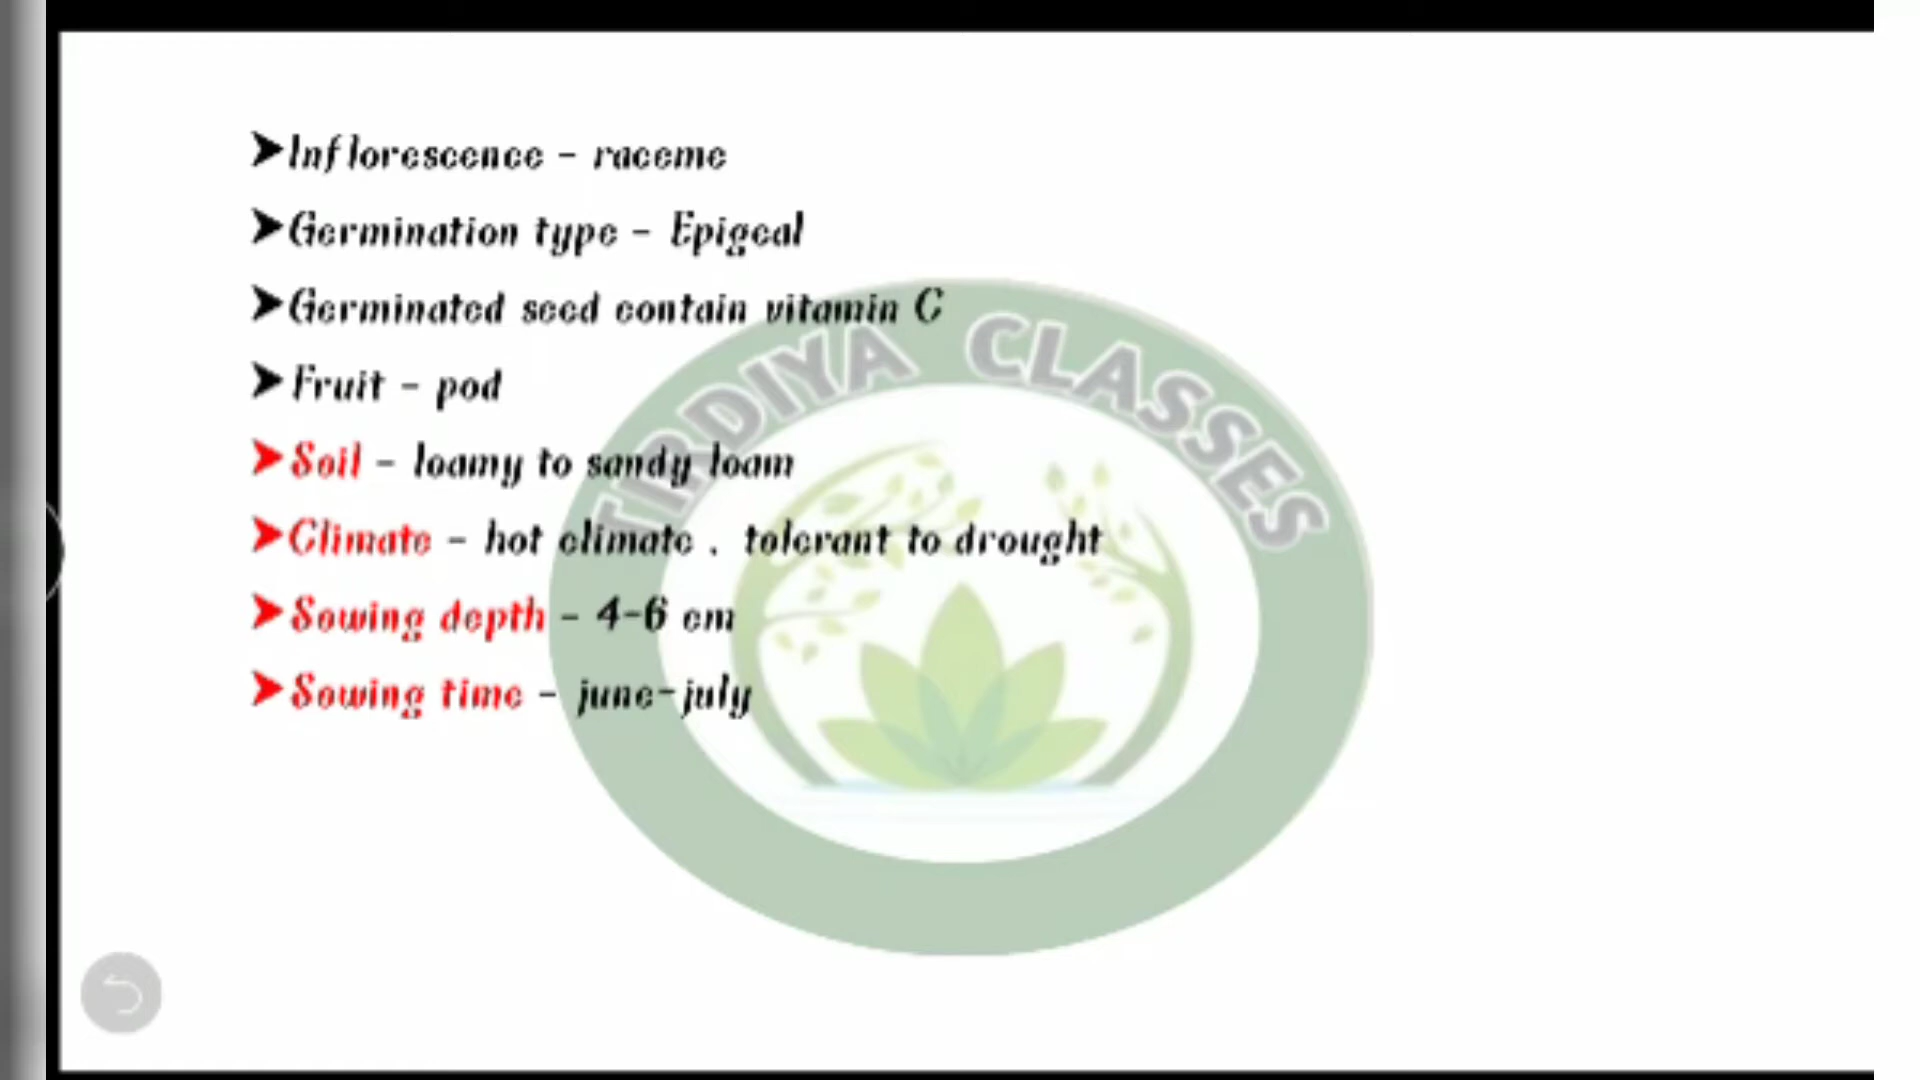 ➤Inflorescence - raceme
➤Germination type - Epigeal
➤Germinated seed contain vitamin C
➤Fruit - pod
➤Soil - loamy to sandy loam
➤Climate - hot climate . tolerant to drought
➤Sowing depth - 4-6 cm
➤Sowing time - june-july
TIRDIYA CLASSES